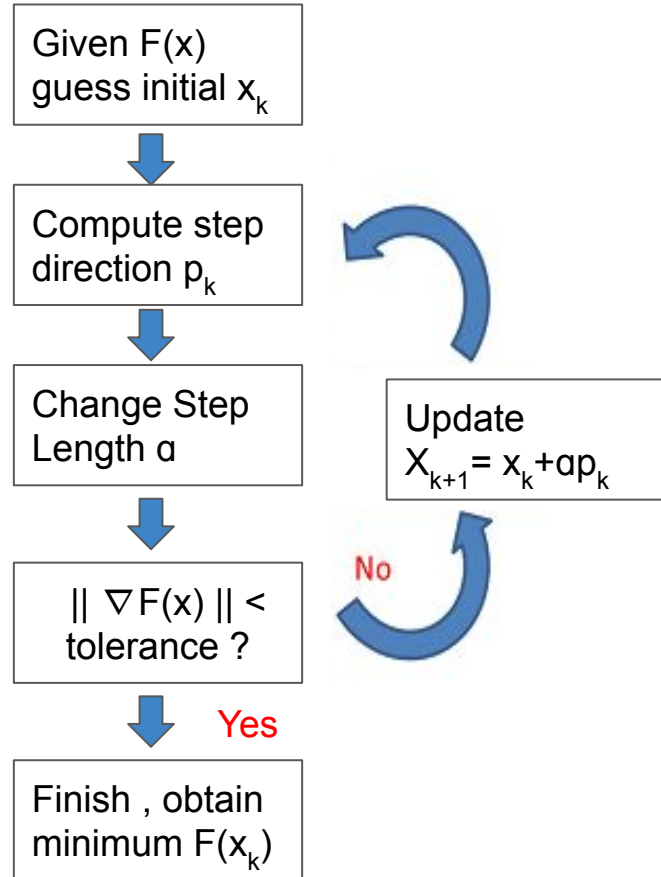 Given F(x)
guess initial xₖ
Compute step
direction pₖ
Change Step
Length α
Update
Xₖ₊₁= xₖ+αpₖ
No
|| ∇F(x) || <
tolerance ?
Yes
Finish , obtain
minimum F(xₖ)